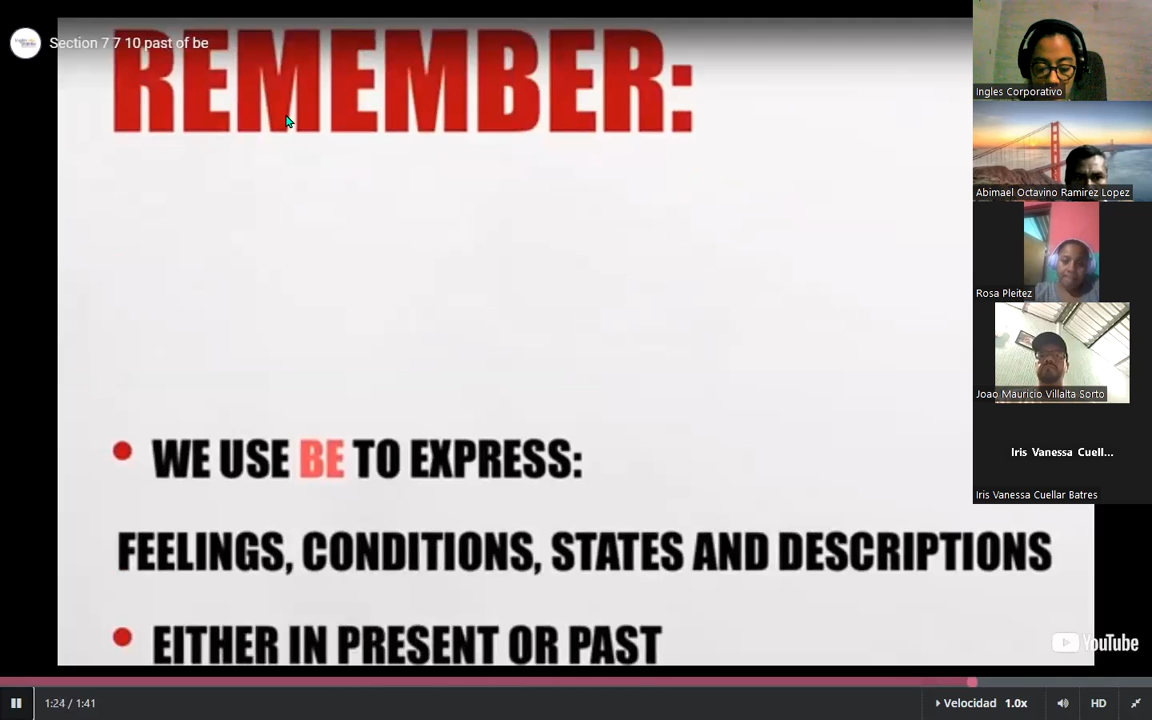 Section 7 7 10 past of be
REMEMBER:
• WE USE BE TO EXPRESS:
FEELINGS, CONDITIONS, STATES AND DESCRIPTIONS
• EITHER IN PRESENT OR PAST
Ingles Corporativo
Abimael Octavino Ramirez Lopez
Rosa Pleitez
Joao Mauricio Villalta Sorto
Iris Vanessa Cuell...
Iris Vanessa Cuellar Batres
YouTube
1:24 / 1:41
Velocidad 1.0x
HD